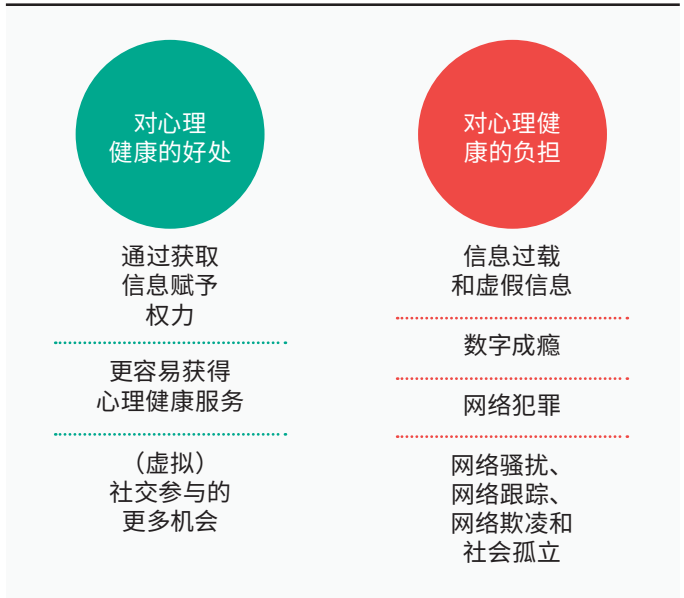 对心理
健康的好处
通过获取
信息赋予
权力
更容易获得
心理健康服务
（虚拟）
社交参与的
更多机会
对心理健
康的负担
信息过载
和虚假信息
数字成瘾
网络犯罪
网络骚扰、
网络跟踪、
网络欺凌和
社会孤立